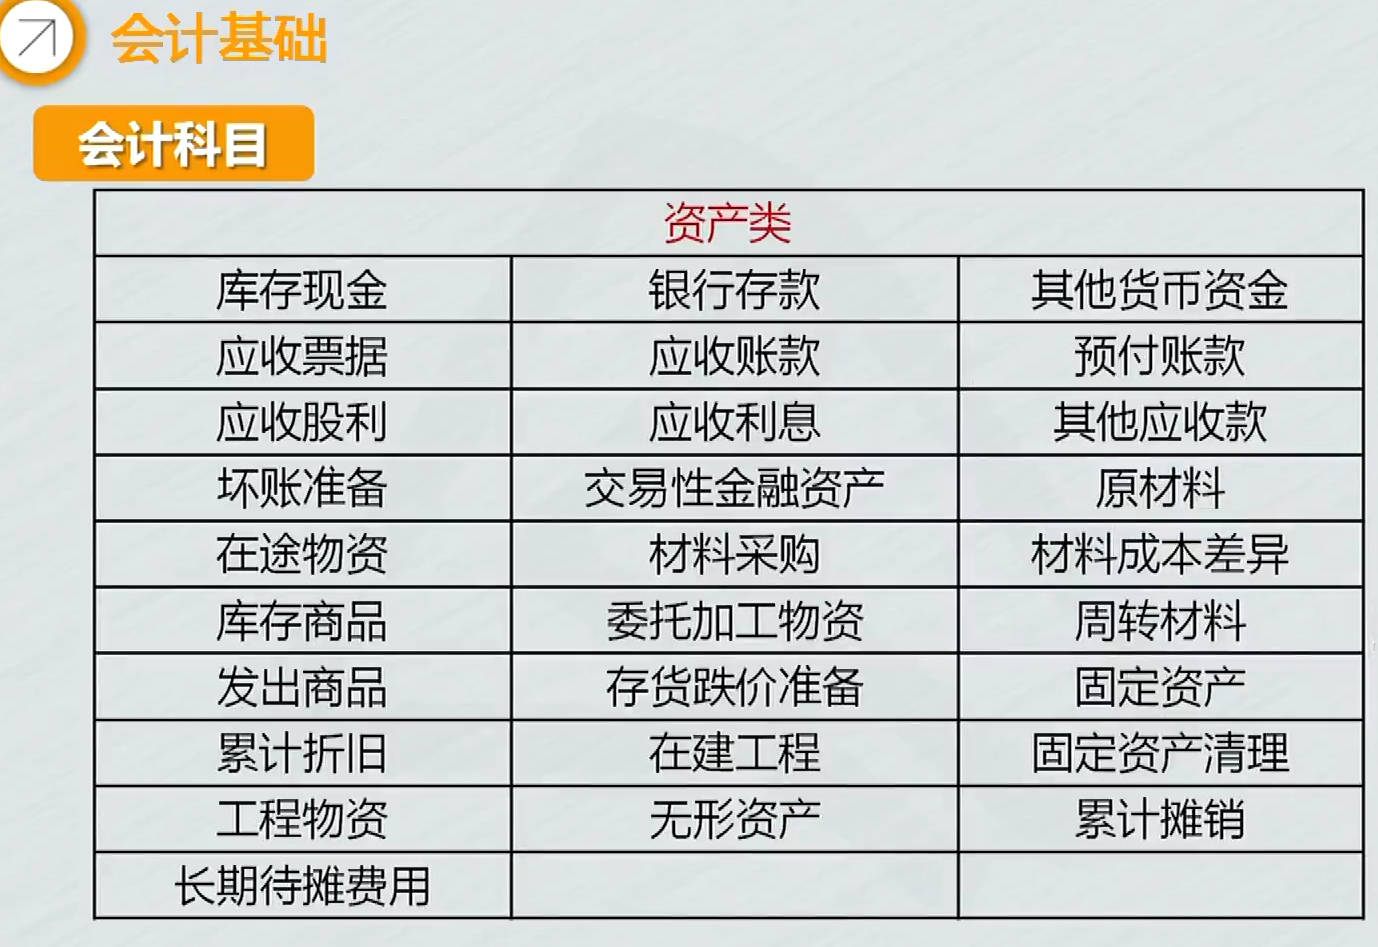 会计基础
会计科目
资产类
库存现金 银行存款 其他货币资金
应收票据 应收账款 预付账款
应收股利 应收利息 其他应收款
坏账准备 交易性金融资产 原材料
在途物资 材料采购 材料成本差异
库存商品 委托加工物资 周转材料
发出商品 存货跌价准备 固定资产
累计折旧 在建工程 固定资产清理
工程物资 无形资产 累计摊销
长期待摊费用